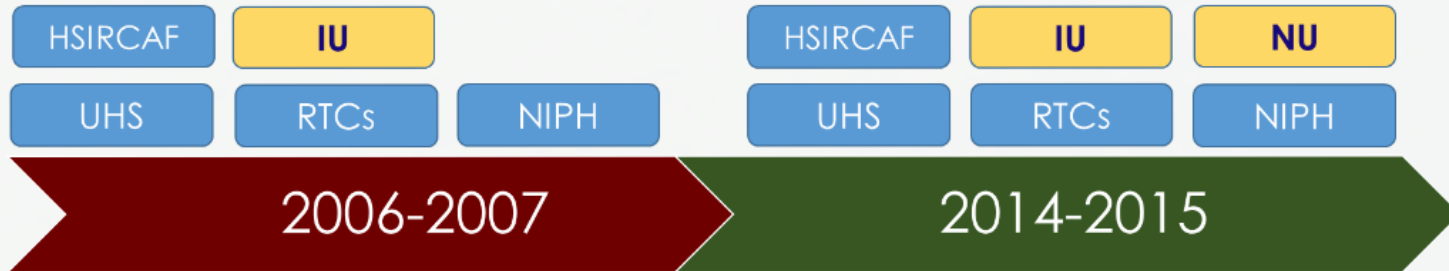 HSIRCAF IU HSIRCAF IU NU
UHS RTCs NIPH UHS RTCs NIPH
2006-2007 2014-2015